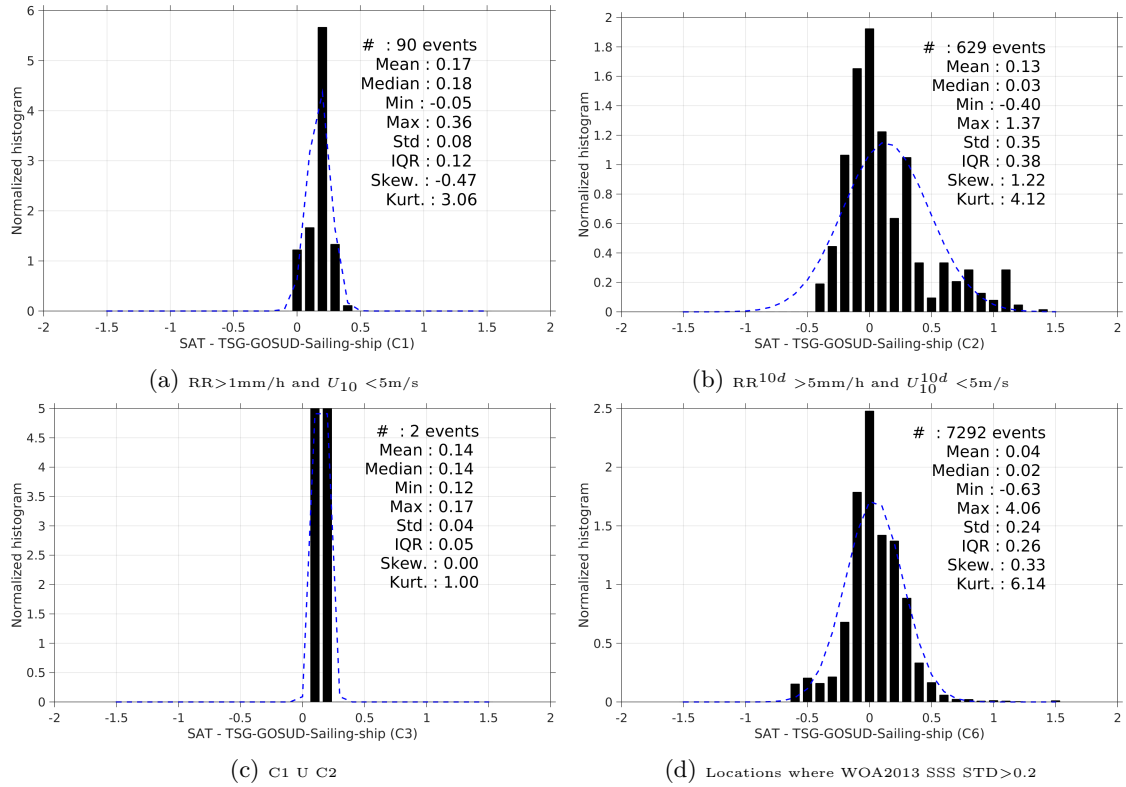 6
5
4
3
2
1
0
Normalized histogram
# : 90 events
Mean : 0.17
Median : 0.18
Min : -0.05
Max : 0.36
Std : 0.08
IQR : 0.12
Skew. : -0.47
Kurt. : 3.06
-2 -1.5 -1 -0.5 0 0.5 1 1.5 2
SAT - TSG-GOSUD-Sailing-ship (C1)
(a) RR>1mm/h and U10 <5m/s
2
1.8
1.6
1.4
1.2
1
0.8
0.6
0.4
0.2
0
Normalized histogram
# : 629 events
Mean : 0.13
Median : 0.03
Min : -0.40
Max : 1.37
Std : 0.35
IQR : 0.38
Skew. : 1.22
Kurt. : 4.12
-2 -1.5 -1 -0.5 0 0.5 1 1.5 2
SAT - TSG-GOSUD-Sailing-ship (C2)
(b) RR^10d >5mm/h and U10^10d <5m/s
5
4.5
4
3.5
3
2.5
2
1.5
1
0.5
0
Normalized histogram
# : 2 events
Mean : 0.14
Median : 0.14
Min : 0.12
Max : 0.17
Std : 0.04
IQR : 0.05
Skew. : 0.00
Kurt. : 1.00
-2 -1.5 -1 -0.5 0 0.5 1 1.5 2
SAT - TSG-GOSUD-Sailing-ship (C3)
(c) C1 U C2
2.5
2
1.5
1
0.5
0
Normalized histogram
# : 7292 events
Mean : 0.04
Median : 0.02
Min : -0.63
Max : 4.06
Std : 0.24
IQR : 0.26
Skew. : 0.33
Kurt. : 6.14
-2 -1.5 -1 -0.5 0 0.5 1 1.5 2
SAT - TSG-GOSUD-Sailing-ship (C6)
(d) Locations where WOA2013 SSS STD>0.2